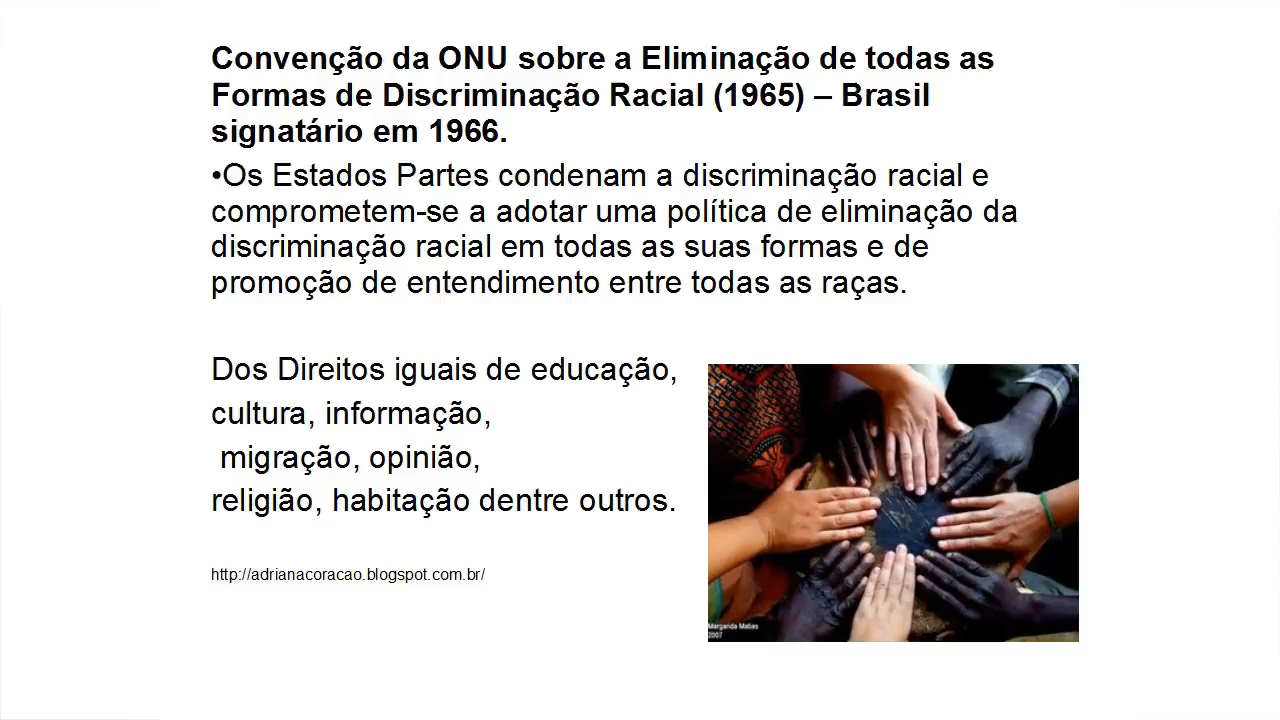 Convenção da ONU sobre a Eliminação de todas as
Formas de Discriminação Racial (1965) – Brasil
signatário em 1966.
•Os Estados Partes condenam a discriminação racial e
comprometem-se a adotar uma política de eliminação da
discriminação racial em todas as suas formas e de
promoção de entendimento entre todas as raças.
Dos Direitos iguais de educação,
cultura, informação,
migração, opinião,
religião, habitação dentre outros.
http://adrianacoracao.blogspot.com.br/
Margarida Matias
2007